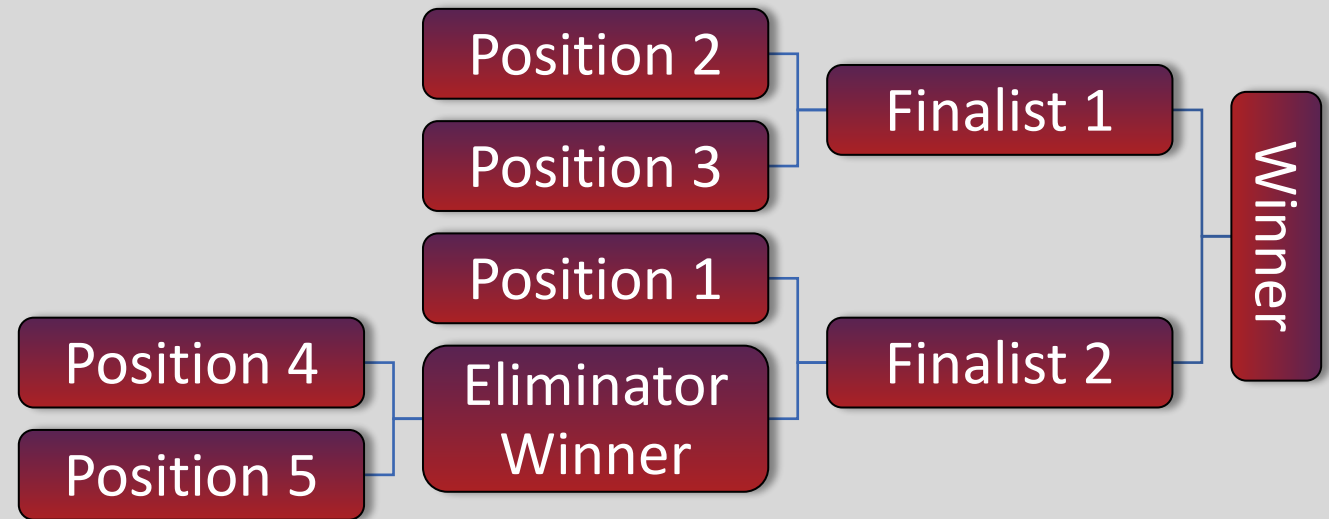 Position 2
Position 3
Finalist 1
Position 1
Position 4
Position 5
Eliminator
Winner
Finalist 2
Winner